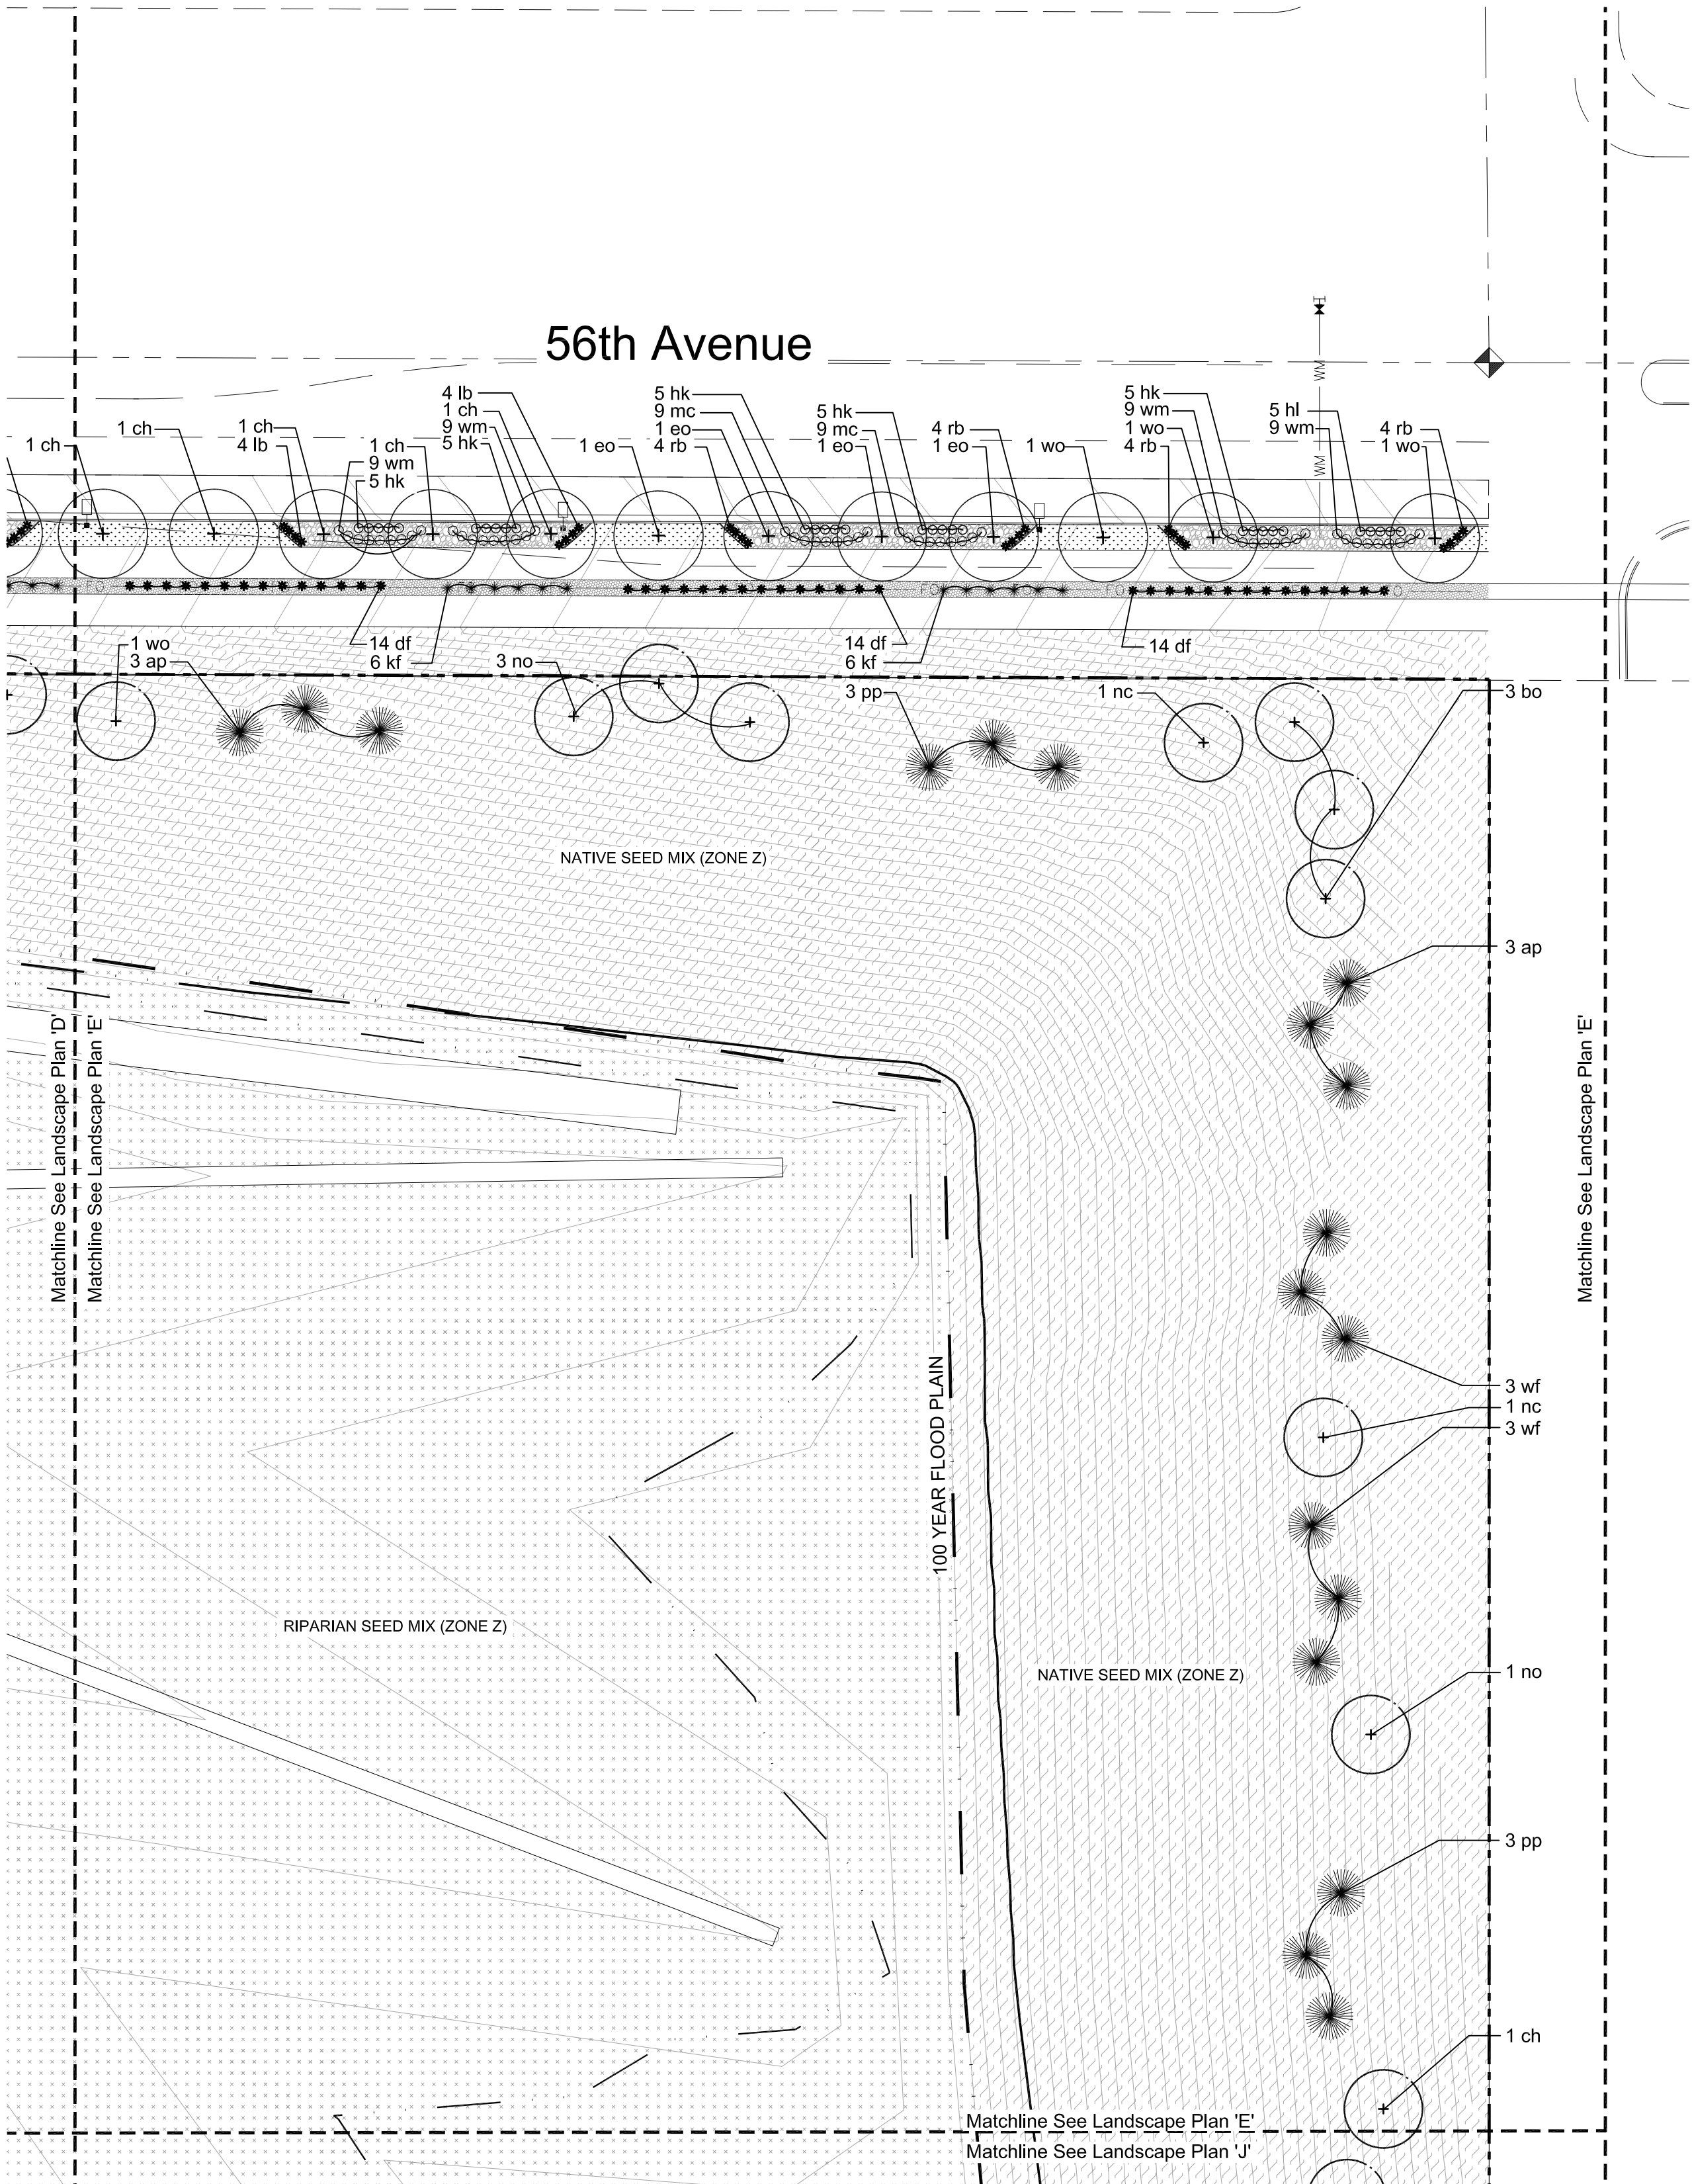 56th Avenue
1 ch
1 ch
1 ch
4 lb
1 ch
9 wm
5 hk
4 lb
1 ch
9 wm
5 hk
1 eo
5 hk
9 mc
1 eo
4 rb
5 hk
9 mc
1 eo
4 rb
1 eo
1 wo
5 hk
9 wm
1 wo
4 rb
5 hl
9 wm
4 rb
1 wo
WM
WM
1 wo
3 ap
14 df
6 kf
3 no
14 df
6 kf
14 df
3 pp
1 nc
3 bo
NATIVE SEED MIX (ZONE Z)
3 ap
Matchline See Landscape Plan 'D'
Matchline See Landscape Plan 'E'
Matchline See Landscape Plan 'E'
100 YEAR FLOOD PLAIN
3 wf
1 nc
3 wf
RIPARIAN SEED MIX (ZONE Z)
NATIVE SEED MIX (ZONE Z)
1 no
3 pp
1 ch
Matchline See Landscape Plan 'E'
Matchline See Landscape Plan 'J'